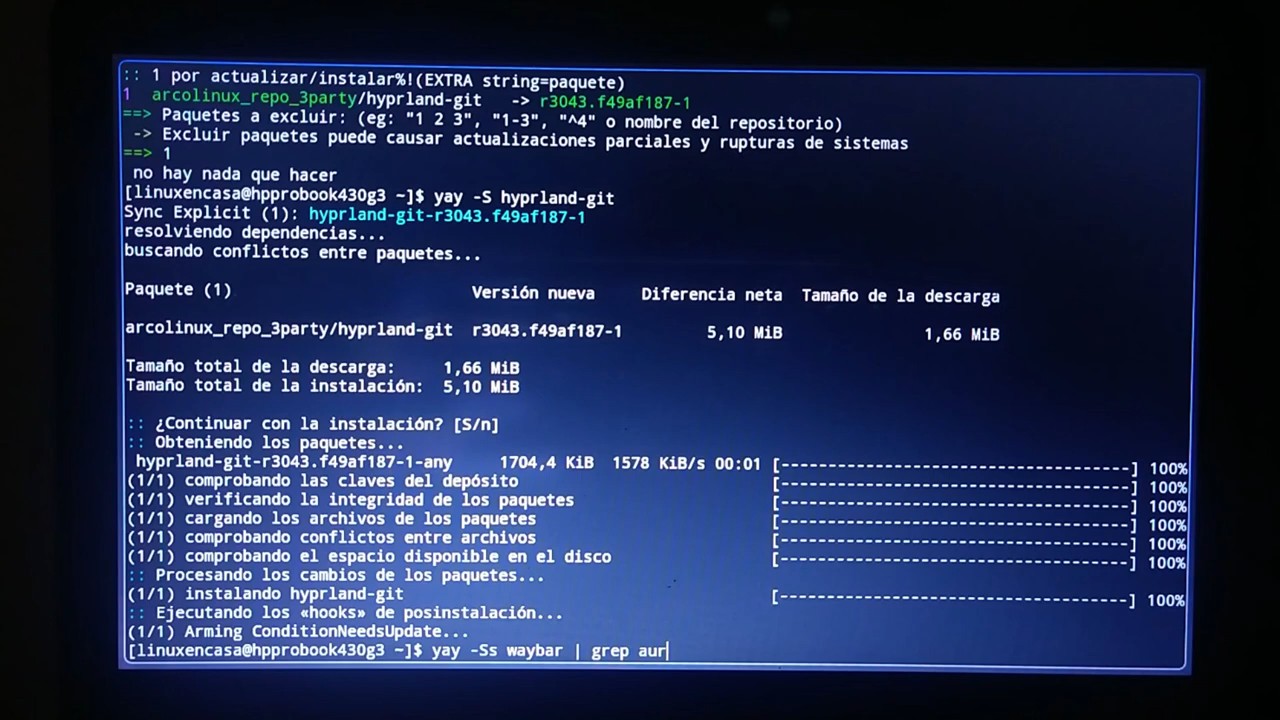 :: 1 por actualizar/instalar%!(EXTRA string=paquete)
1  arcolinux_repo_3party/hyprland-git   -> r3043.f49af187-1
==> Paquetes a excluir: (eg: "1 2 3", "1-3", "^4" o nombre del repositorio)
 -> Excluir paquetes puede causar actualizaciones parciales y rupturas de sistemas
==> 1
 no hay nada que hacer
[linuxencasa@hpprobook430g3 ~]$ yay -S hyprland-git
Sync Explicit (1): hyprland-git-r3043.f49af187-1
resolviendo dependencias...
buscando conflictos entre paquetes...
Paquete (1)  Versión nueva  Diferencia neta  Tamaño de la descarga
arcolinux_repo_3party/hyprland-git  r3043.f49af187-1  5,10 MiB  1,66 MiB
Tamaño total de la descarga:  1,66 MiB
Tamaño total de la instalación:  5,10 MiB
:: ¿Continuar con la instalación? [S/n]
:: Obteniendo los paquetes...
 hyprland-git-r3043.f49af187-1-any  1704,4 KiB  1578 KiB/s 00:01 [-------------------------------------] 100%
(1/1) comprobando las claves del depósito [-------------------------------------] 100%
(1/1) verificando la integridad de los paquetes [-------------------------------------] 100%
(1/1) cargando los archivos de los paquetes [-------------------------------------] 100%
(1/1) comprobando conflictos entre archivos [-------------------------------------] 100%
(1/1) comprobando el espacio disponible en el disco [-------------------------------------] 100%
:: Procesando los cambios de los paquetes...
(1/1) instalando hyprland-git [-------------------------------------] 100%
:: Ejecutando los «hooks» de posinstalación...
(1/1) Arming ConditionNeedsUpdate...
[linuxencasa@hpprobook430g3 ~]$ yay -Ss waybar | grep aur